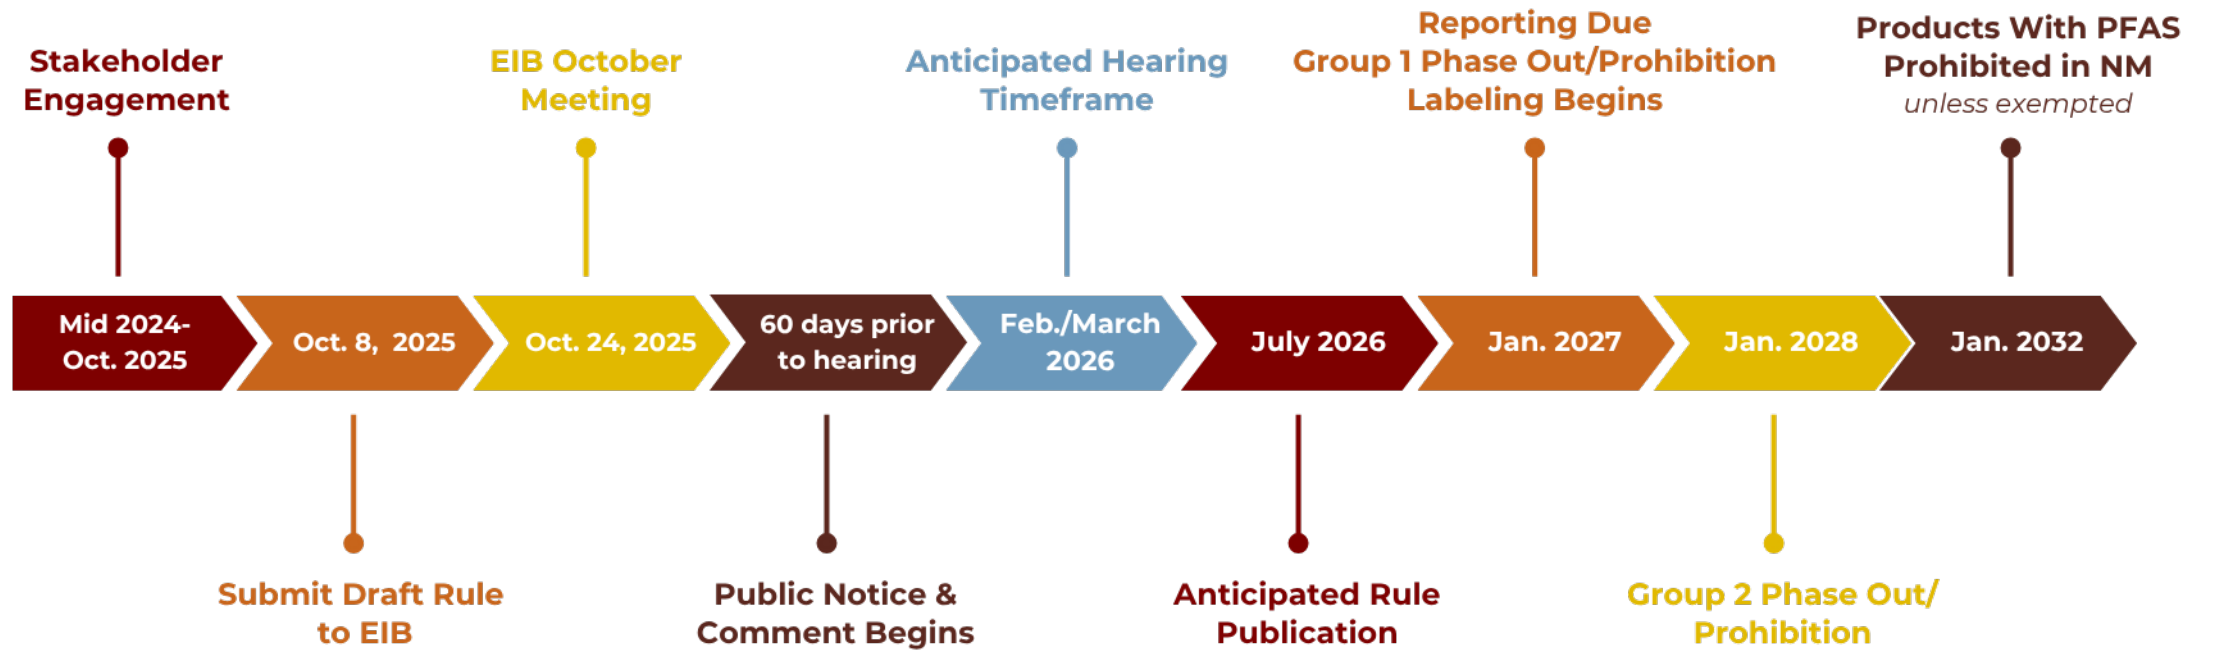 Stakeholder
Engagement
EIB October
Meeting
Anticipated Hearing
Timeframe
Reporting Due
Group 1 Phase Out/Prohibition
Labeling Begins
Products With PFAS
Prohibited in NM
unless exempted
Mid 2024-
Oct. 2025
Oct. 8, 2025
Oct. 24, 2025
60 days prior
to hearing
Feb./March
2026
July 2026
Jan. 2027
Jan. 2028
Jan. 2032
Submit Draft Rule
to EIB
Public Notice &
Comment Begins
Anticipated Rule
Publication
Group 2 Phase Out/
Prohibition